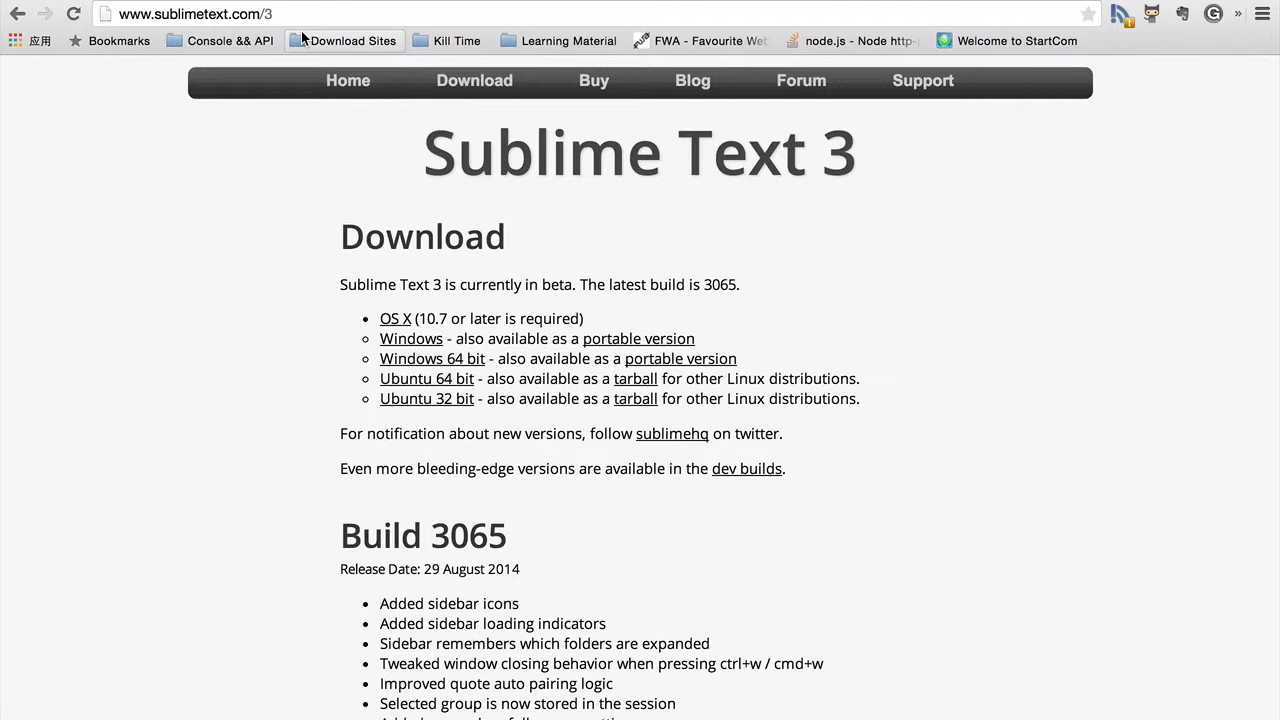 www.sublimetext.com/3
应用 Bookmarks Console && API Download Sites Kill Time Learning Material FWA - Favourite Web node.js - Node http- Welcome to StartCom
Home Download Buy Blog Forum Support
Sublime Text 3
Download
Sublime Text 3 is currently in beta. The latest build is 3065.
OS X (10.7 or later is required)
Windows - also available as a portable version
Windows 64 bit - also available as a portable version
Ubuntu 64 bit - also available as a tarball for other Linux distributions.
Ubuntu 32 bit - also available as a tarball for other Linux distributions.
For notification about new versions, follow sublimehq on twitter.
Even more bleeding-edge versions are available in the dev builds.
Build 3065
Release Date: 29 August 2014
Added sidebar icons
Added sidebar loading indicators
Sidebar remembers which folders are expanded
Tweaked window closing behavior when pressing ctrl+w / cmd+w
Improved quote auto pairing logic
Selected group is now stored in the session